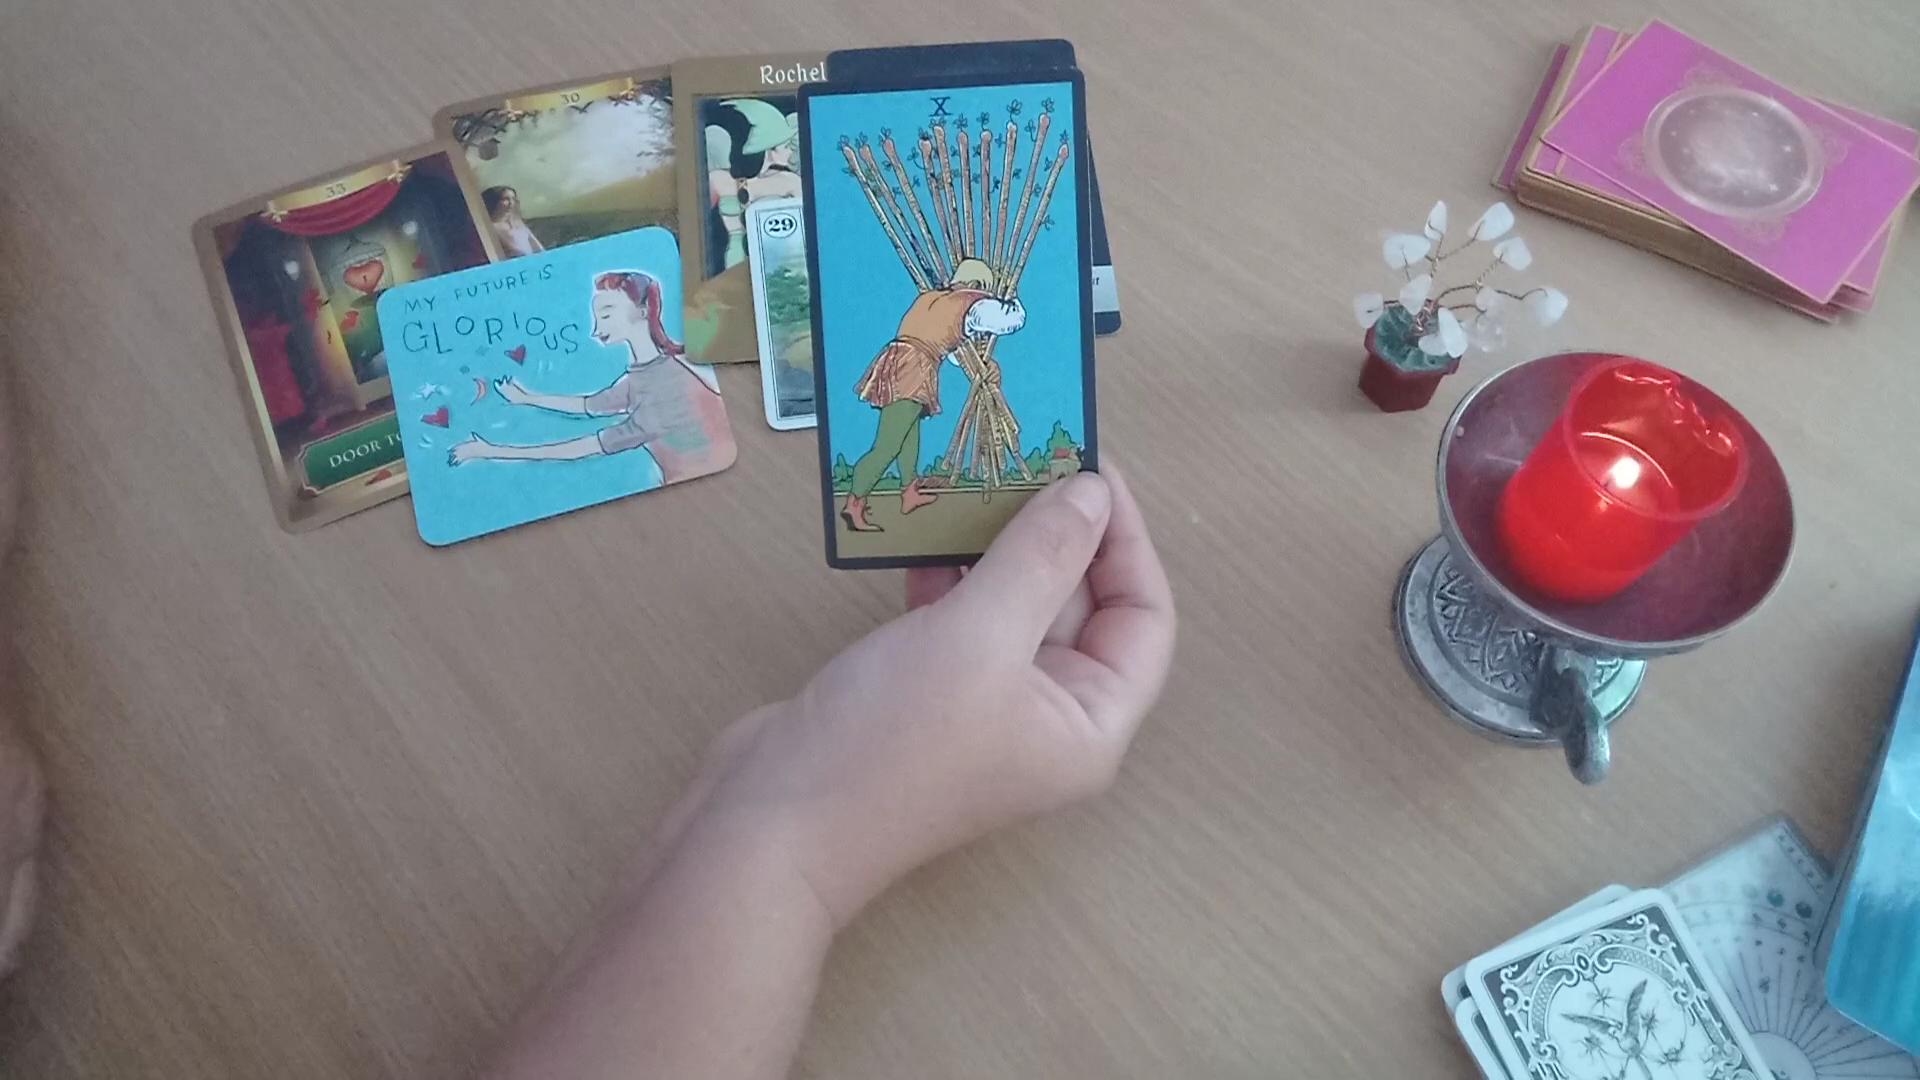 33
30
Rochel
X
29
MY FUTURE IS
GLORIOUS
DOOR TO